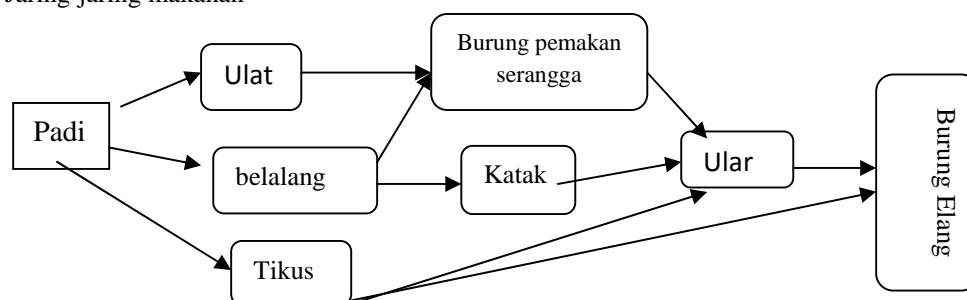 Jaring-jaring makanan
Burung pemakan
serangga
Ulat
Padi
belalang
Katak
Ular
Burung Elang
Tikus